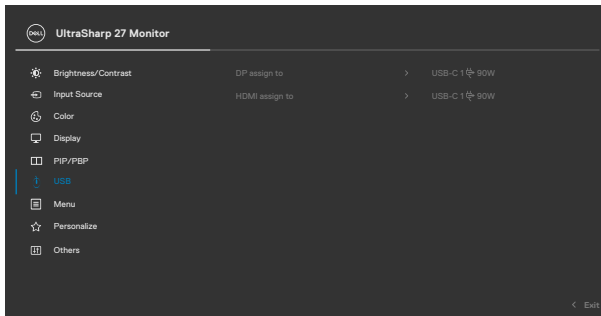 DELL UltraSharp 27 Monitor
Brightness/Contrast DP assign to > USB-C 1 90W
Input Source HDMI assign to > USB-C 1 90W
Color
Display
PIP/PBP
USB
Menu
Personalize
Others
< Exit